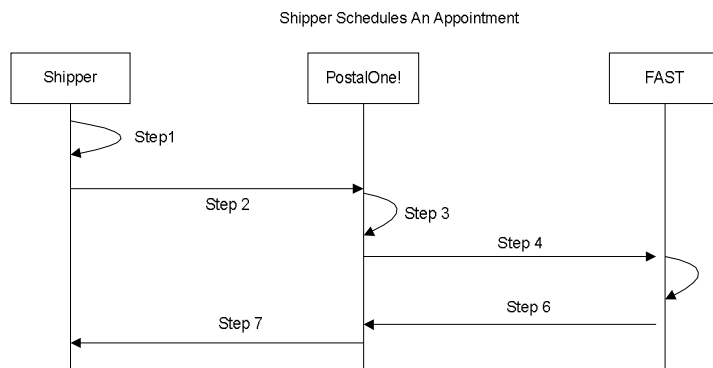 Shipper Schedules An Appointment
Shipper
PostalOne!
FAST
Step1
Step 2
Step 3
Step 4
Step 6
Step 7